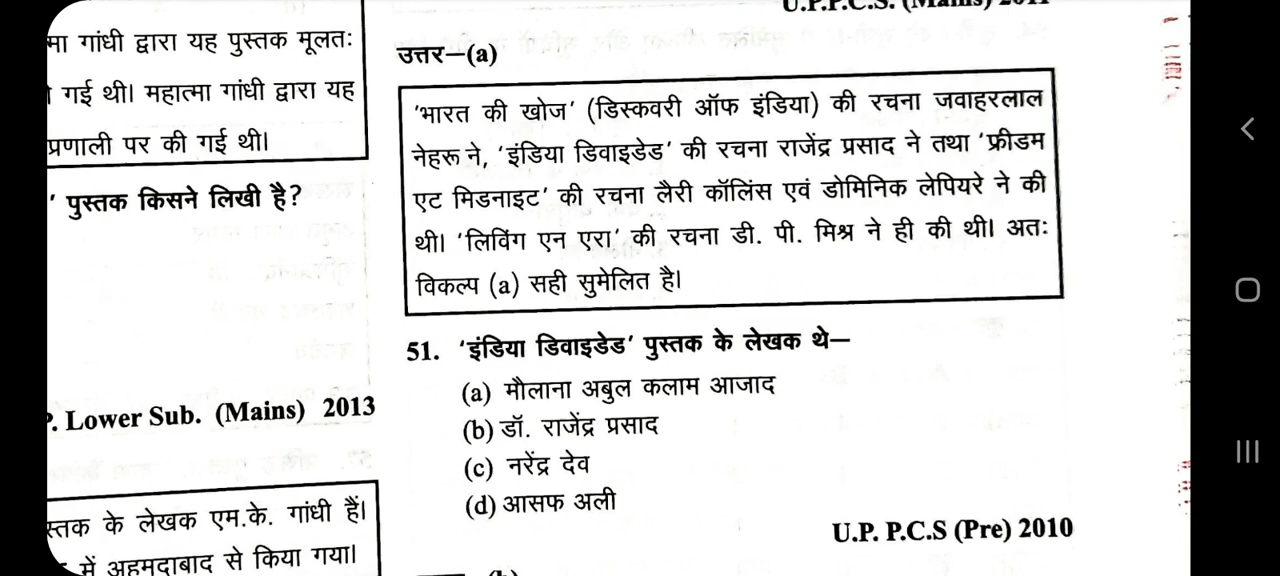 मा गांधी द्वारा यह पुस्तक मूलतः
गई थी। महात्मा गांधी द्वारा यह
प्रणाली पर की गई थी।
' पुस्तक किसने लिखी है?
P. Lower Sub. (Mains) 2013
स्तक के लेखक एम.के. गांधी हैं।
में अहमदाबाद से किया गया।
U.P.P.C.S. (Mains) 2011
उत्तर–(a)
'भारत की खोज' (डिस्कवरी ऑफ इंडिया) की रचना जवाहरलाल
नेहरू ने, 'इंडिया डिवाइडेड' की रचना राजेंद्र प्रसाद ने तथा 'फ्रीडम
एट मिडनाइट' की रचना लैरी कॉलिंस एवं डोमिनिक लेपियरे ने की
थी। 'लिविंग एन एरा' की रचना डी. पी. मिश्र ने ही की थी। अतः
विकल्प (a) सही सुमेलित है।
51. 'इंडिया डिवाइडेड' पुस्तक के लेखक थे–
(a) मौलाना अबुल कलाम आजाद
(b) डॉ. राजेंद्र प्रसाद
(c) नरेंद्र देव
(d) आसफ अली
U.P. P.C.S (Pre) 2010
(b)